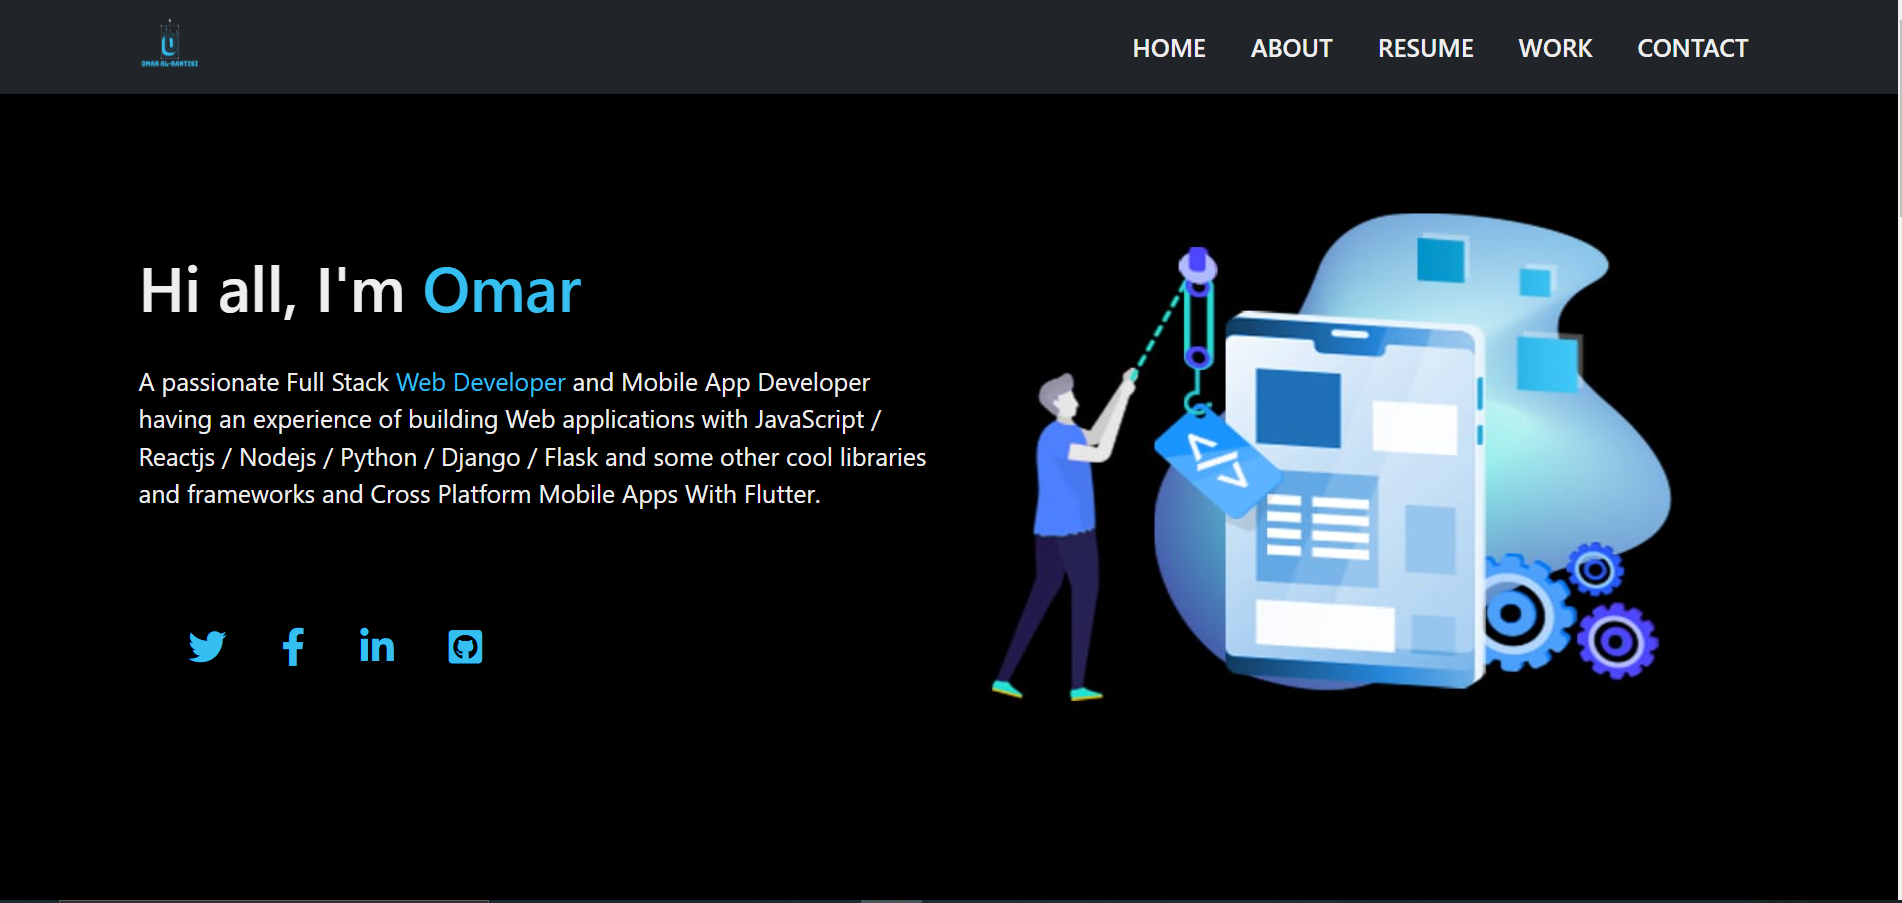 OMAR AL-RANTISI
HOME ABOUT RESUME WORK CONTACT
Hi all, I'm Omar
A passionate Full Stack Web Developer and Mobile App Developer
having an experience of building Web applications with JavaScript /
Reactjs / Nodejs / Python / Django / Flask and some other cool libraries
and frameworks and Cross Platform Mobile Apps With Flutter.
</>